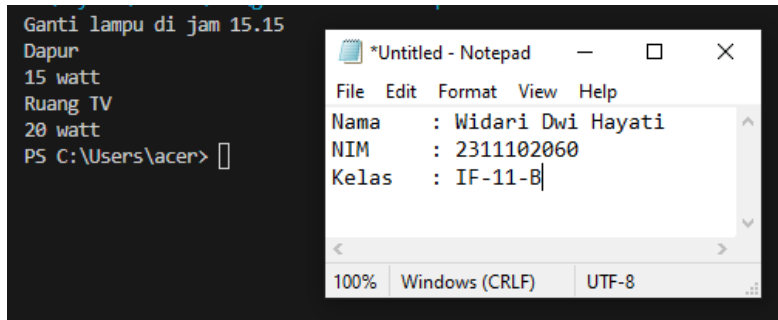 Ganti lampu di jam 15.15
Dapur
15 watt
Ruang TV
20 watt
PS C:\Users\acer>
*Untitled - Notepad
File Edit Format View Help
Nama : Widari Dwi Hayati
NIM : 2311102060
Kelas : IF-11-B
100% Windows (CRLF) UTF-8